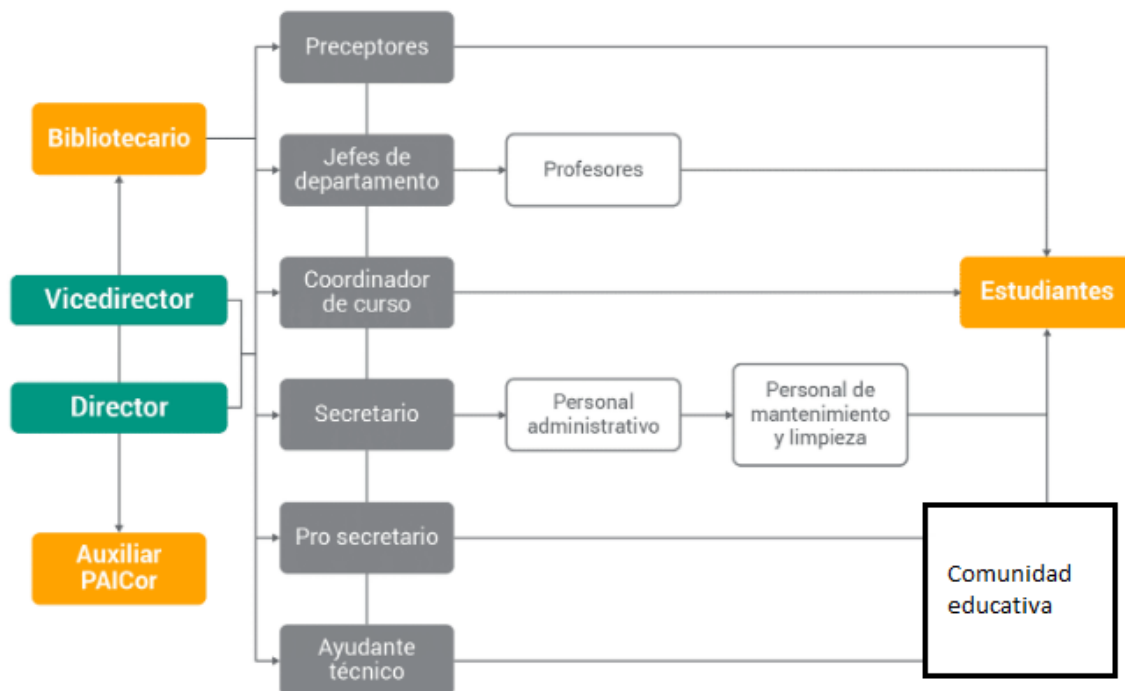 Preceptores
Bibliotecario
Jefes de
departamento
Profesores
Vicedirector
Coordinador
de curso
Estudiantes
Director
Secretario
Personal
administrativo
Personal de
mantenimiento
y limpieza
Auxiliar
PAICor
Pro secretario
Comunidad
educativa
Ayudante
técnico